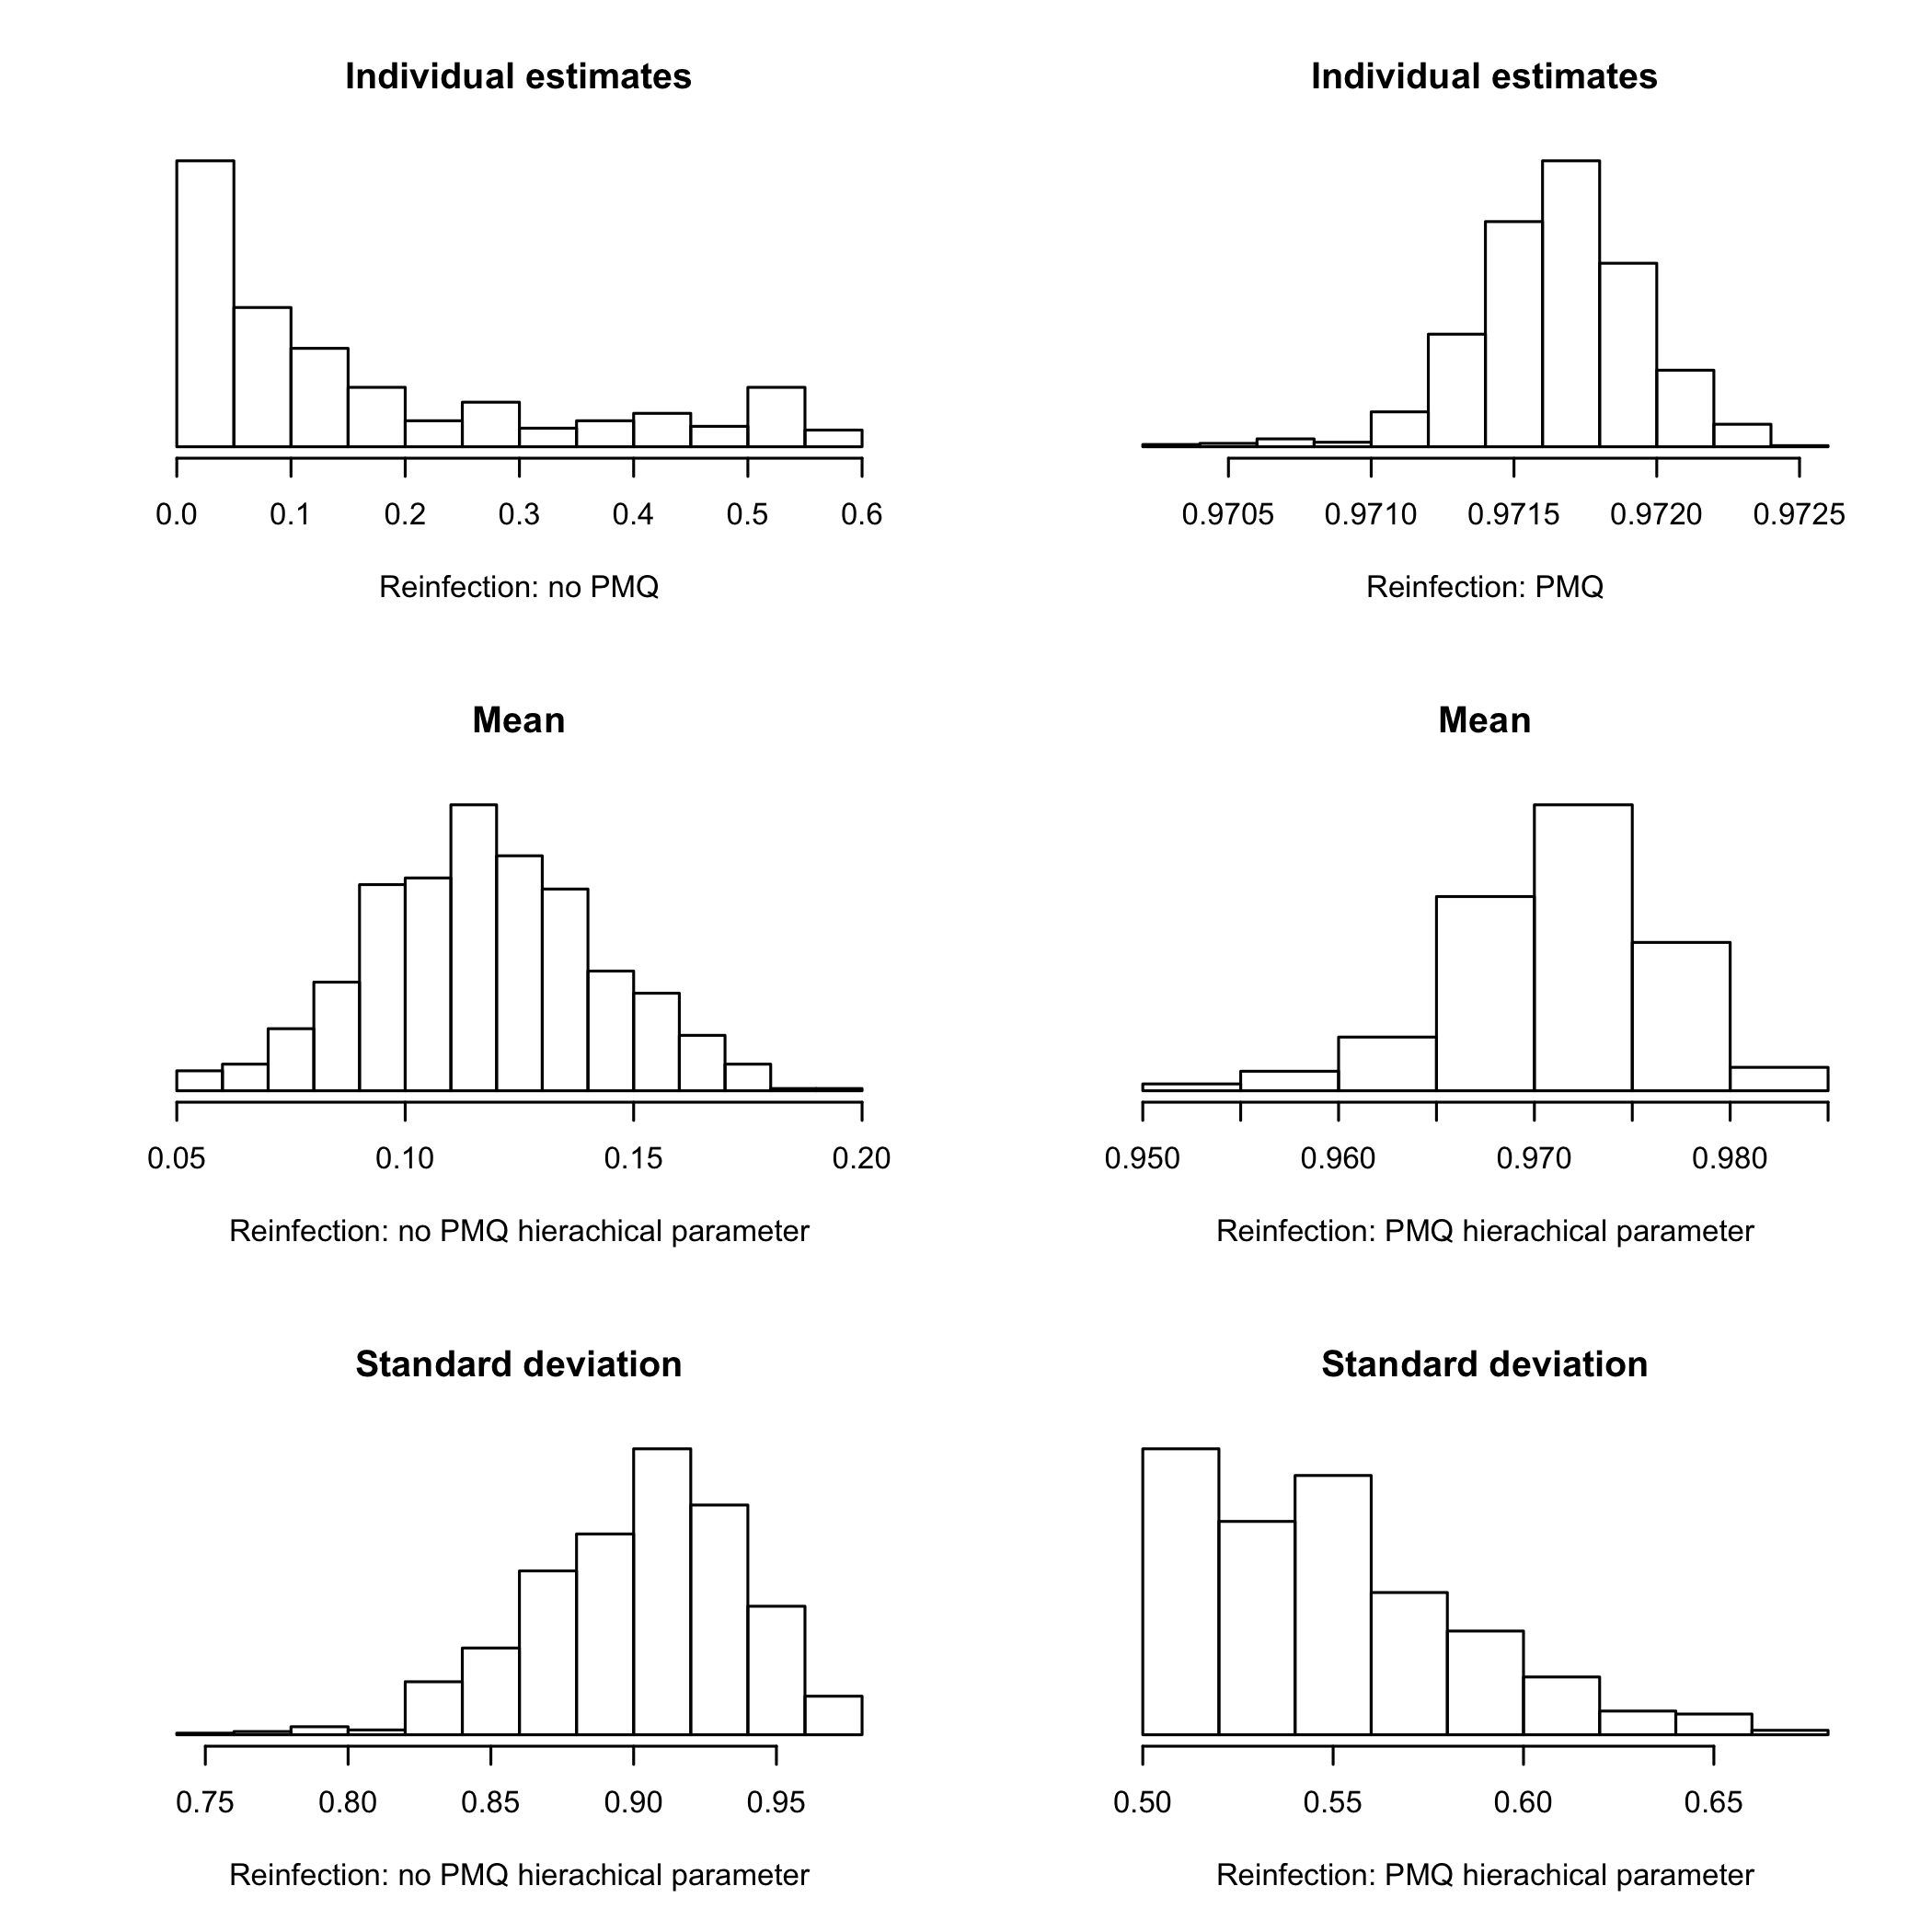 Individual estimates
Individual estimates
0.0 0.1 0.2 0.3 0.4 0.5 0.6
0.9705 0.9710 0.9715 0.9720 0.9725
Reinfection: no PMQ
Reinfection: PMQ
Mean
Mean
0.05 0.10 0.15 0.20
0.950 0.960 0.970 0.980
Reinfection: no PMQ hierachical parameter
Reinfection: PMQ hierachical parameter
Standard deviation
Standard deviation
0.75 0.80 0.85 0.90 0.95
0.50 0.55 0.60 0.65
Reinfection: no PMQ hierachical parameter
Reinfection: PMQ hierachical parameter